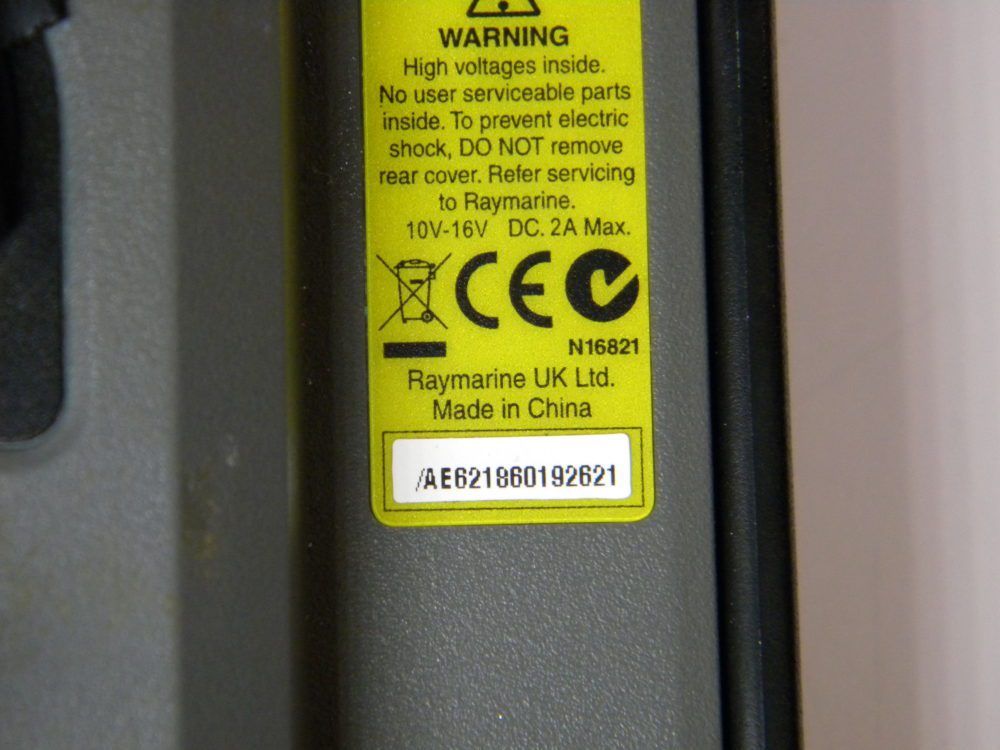 WARNING
High voltages inside.
No user serviceable parts
inside. To prevent electric
shock, DO NOT remove
rear cover. Refer servicing
to Raymarine.
10V-16V DC. 2A Max.
CE
N16821
Raymarine UK Ltd.
Made in China
/AE621860192621